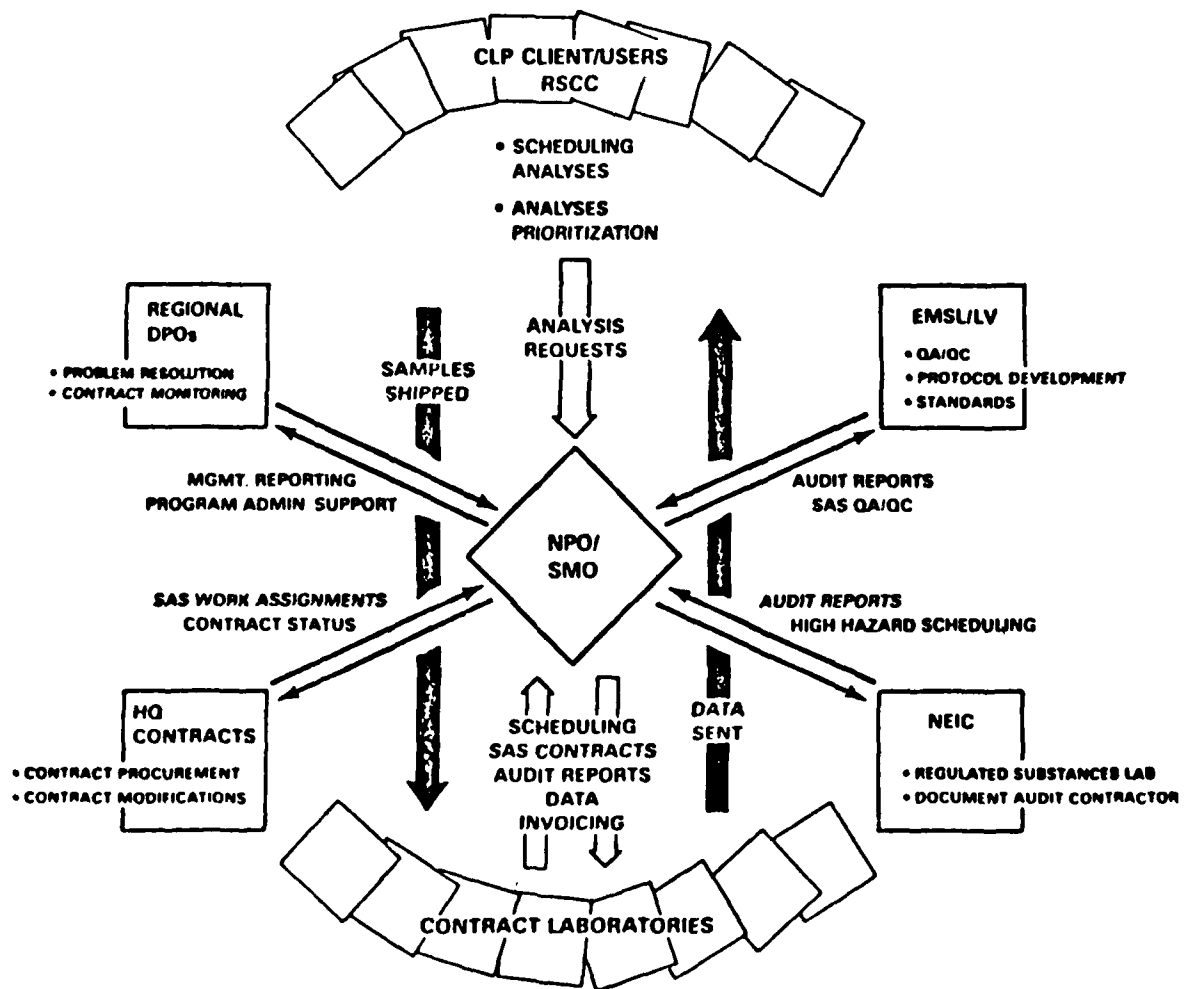 CLP CLIENT/USERS
RSCC
• SCHEDULING
ANALYSES
• ANALYSES
PRIORITIZATION
REGIONAL
DPOs
• PROBLEM RESOLUTION
• CONTRACT MONITORING
SAMPLES
SHIPPED
ANALYSIS
REQUESTS
EMSL/LV
• QA/QC
• PROTOCOL DEVELOPMENT
• STANDARDS
MGMT. REPORTING
PROGRAM ADMIN SUPPORT
AUDIT REPORTS
SAS QA/QC
NPO/
SMO
SAS WORK ASSIGNMENTS
CONTRACT STATUS
AUDIT REPORTS
HIGH HAZARD SCHEDULING
HQ
CONTRACTS
• CONTRACT PROCUREMENT
• CONTRACT MODIFICATIONS
SCHEDULING
SAS CONTRACTS
AUDIT REPORTS
DATA
INVOICING
DATA
SENT
NEIC
• REGULATED SUBSTANCES LAB
• DOCUMENT AUDIT CONTRACTOR
CONTRACT LABORATORIES